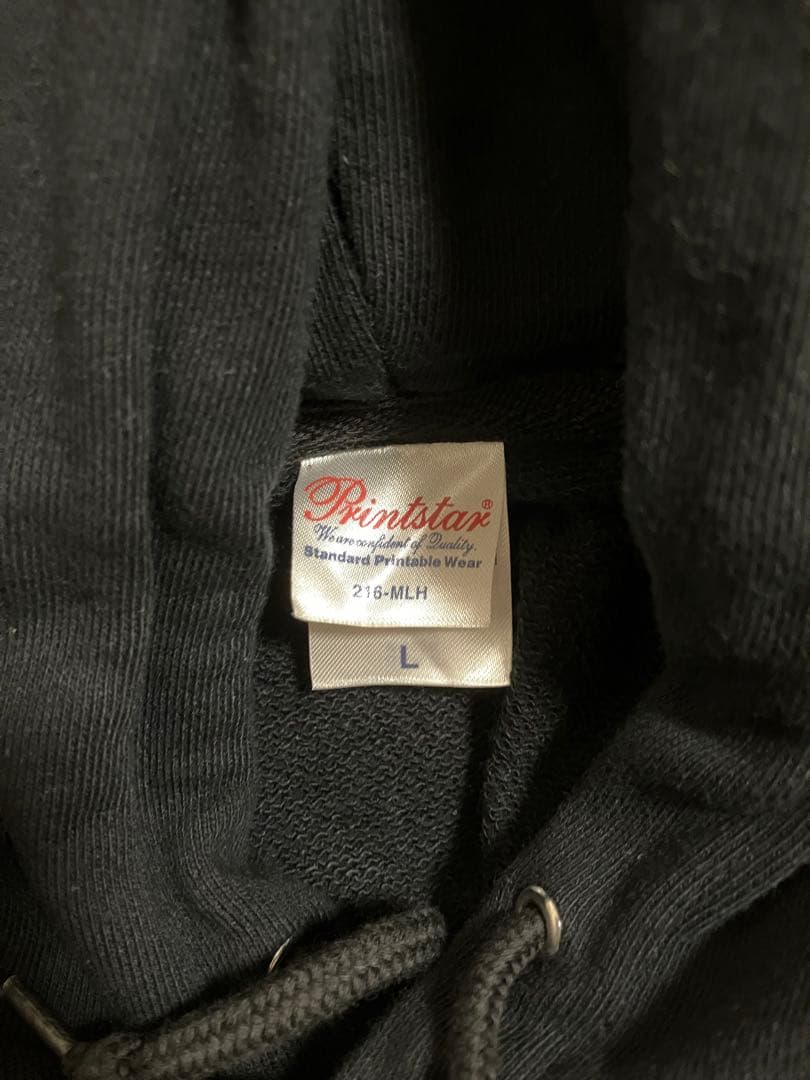 Printstar®
We are confident of Quality.
Standard Printable Wear
216-MLH
L